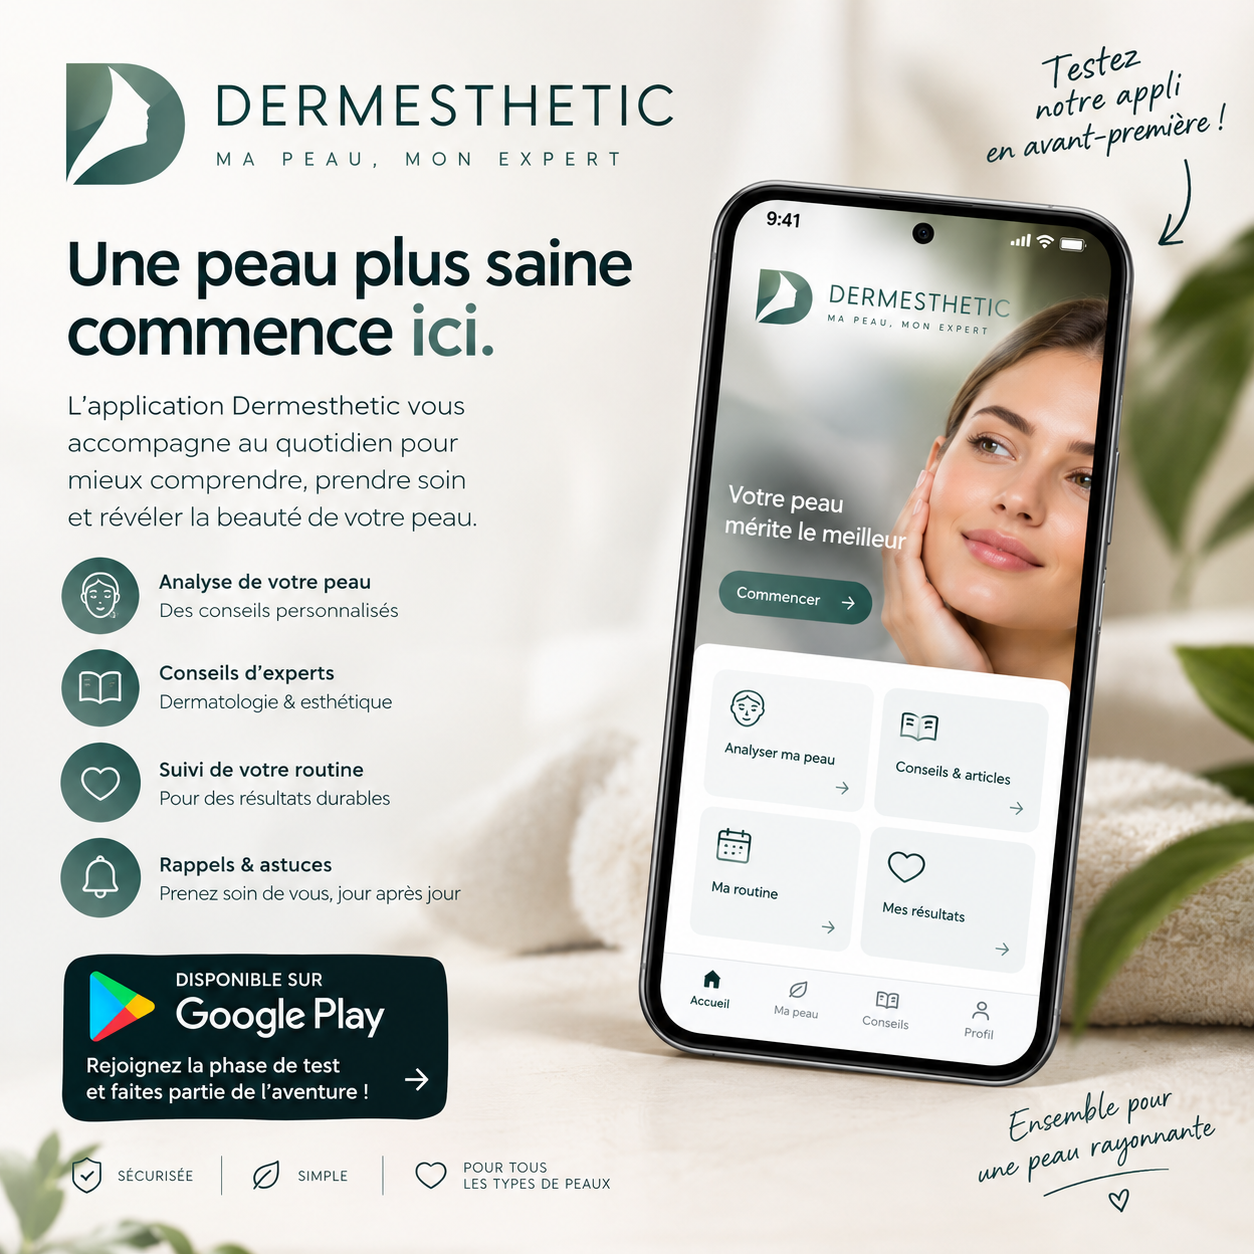 DERMESTHETIC
MA PEAU, MON EXPERT
Testez
notre appli
en avant-première !
Une peau plus saine
commence ici.
L'application Dermesthetic vous
accompagne au quotidien pour
mieux comprendre, prendre soin
et révéler la beauté de votre peau.
Analyse de votre peau
Des conseils personnalisés
Conseils d'experts
Dermatologie & esthétique
Suivi de votre routine
Pour des résultats durables
Rappels & astuces
Prenez soin de vous, jour après jour
DISPONIBLE SUR
Google Play
Rejoignez la phase de test
et faites partie de l'aventure !
SÉCURISÉE
SIMPLE
POUR TOUS
LES TYPES DE PEAUX
9:41
DERMESTHETIC
MA PEAU, MON EXPERT
Votre peau
mérite le meilleur
Commencer
Analyser ma peau
Conseils & articles
Ma routine
Mes résultats
Accueil
Ma peau
Conseils
Profil
Ensemble pour
une peau rayonnante